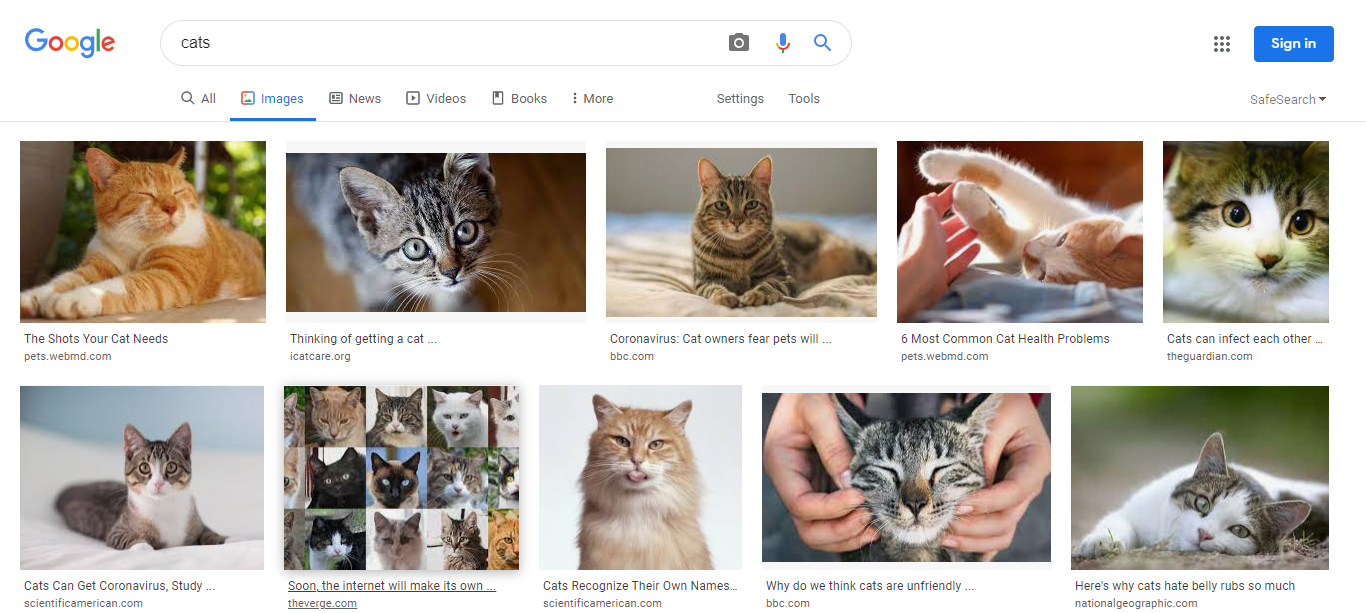 Google
cats
Sign in
All Images News Videos Books More Settings Tools SafeSearch
The Shots Your Cat Needs
pets.webmd.com
Thinking of getting a cat ...
icatcare.org
Coronavirus: Cat owners fear pets will ...
bbc.com
6 Most Common Cat Health Problems
pets.webmd.com
Cats can infect each other ...
theguardian.com
Cats Can Get Coronavirus, Study ...
scientificamerican.com
Soon, the internet will make its own ...
theverge.com
Cats Recognize Their Own Names...
scientificamerican.com
Why do we think cats are unfriendly ...
bbc.com
Here's why cats hate belly rubs so much
nationalgeographic.com